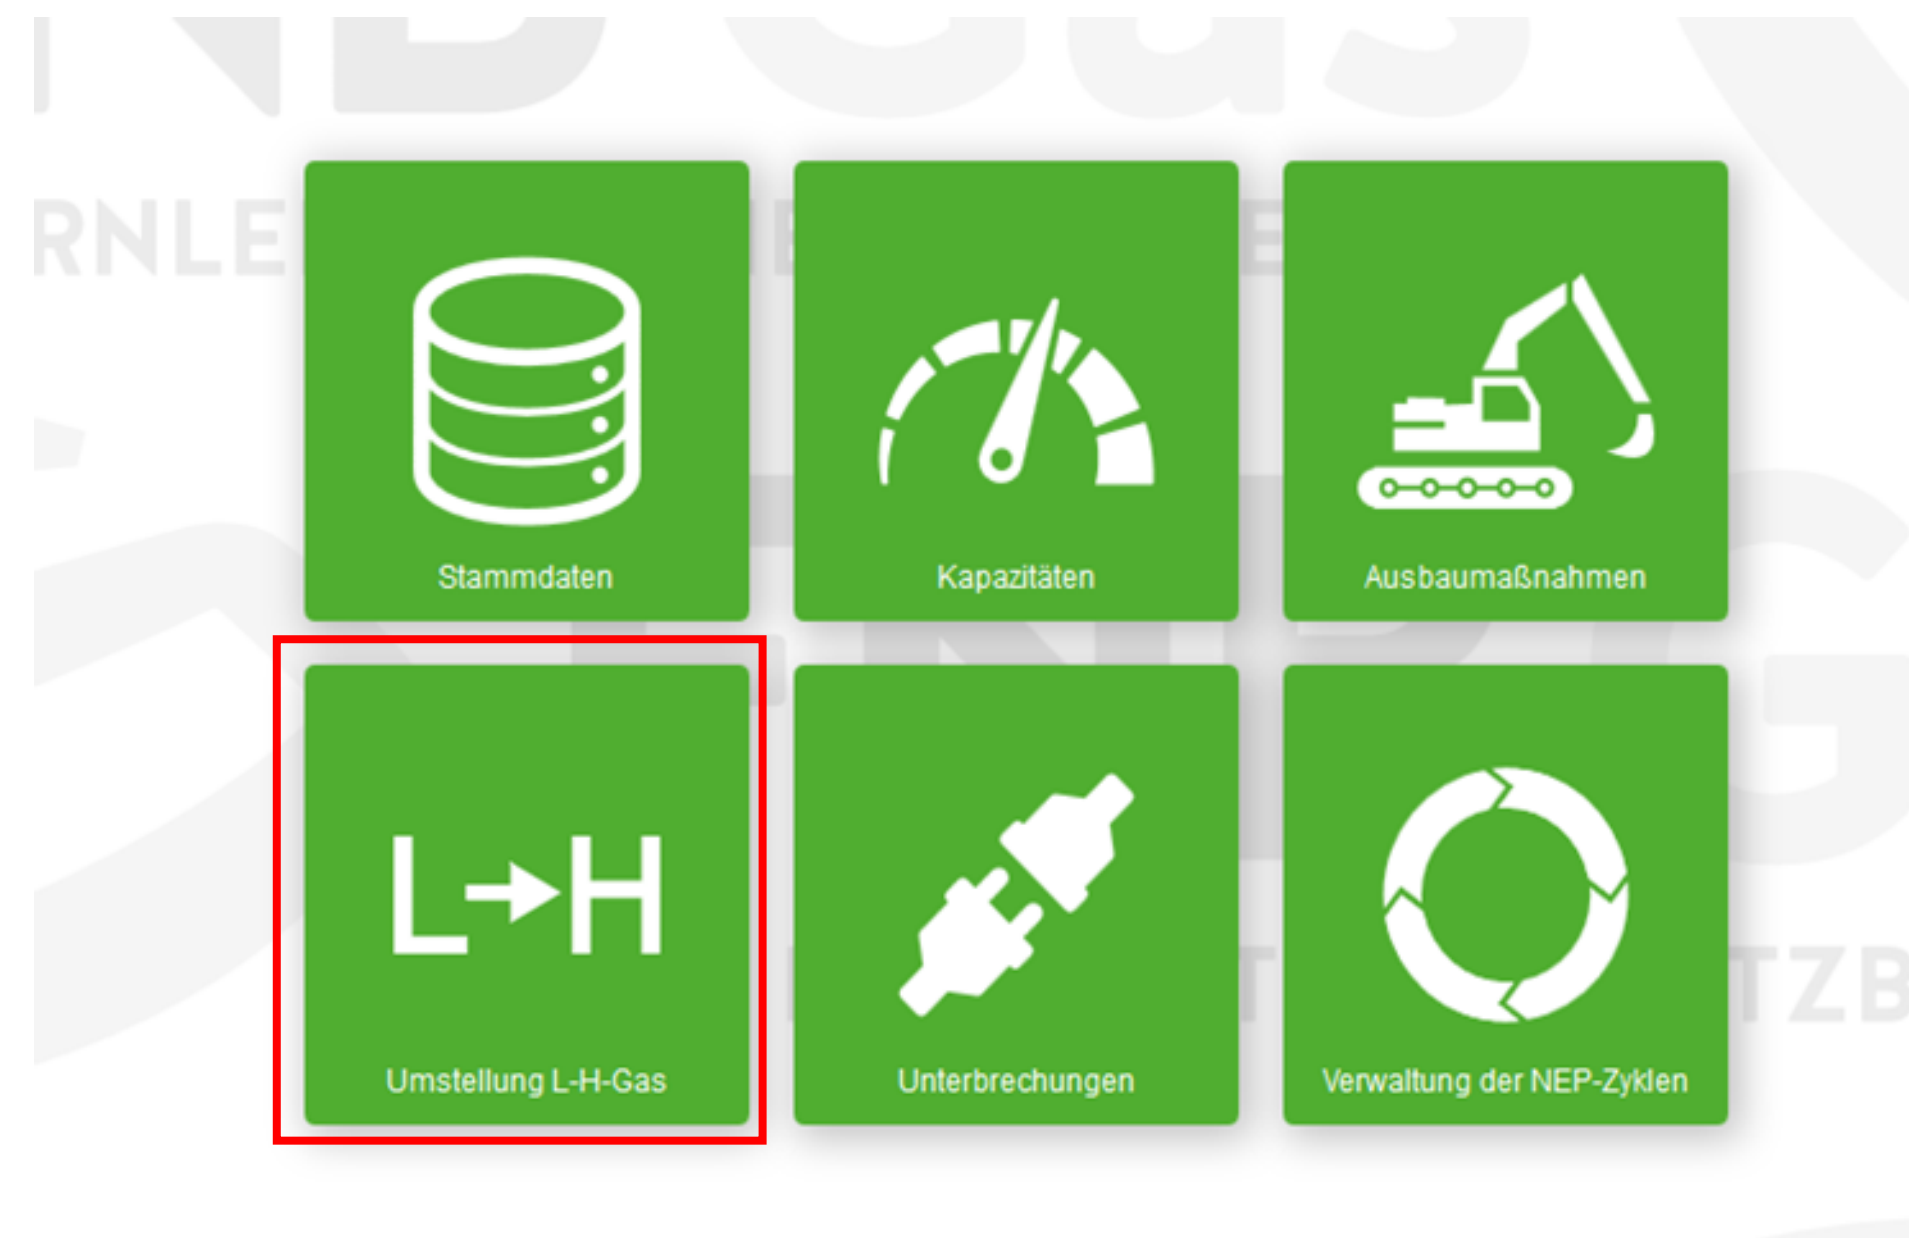 Stammdaten
Kapazitäten
Ausbaumaßnahmen
L→H
Umstellung L-H-Gas
Unterbrechungen
Verwaltung der NEP-Zyklen